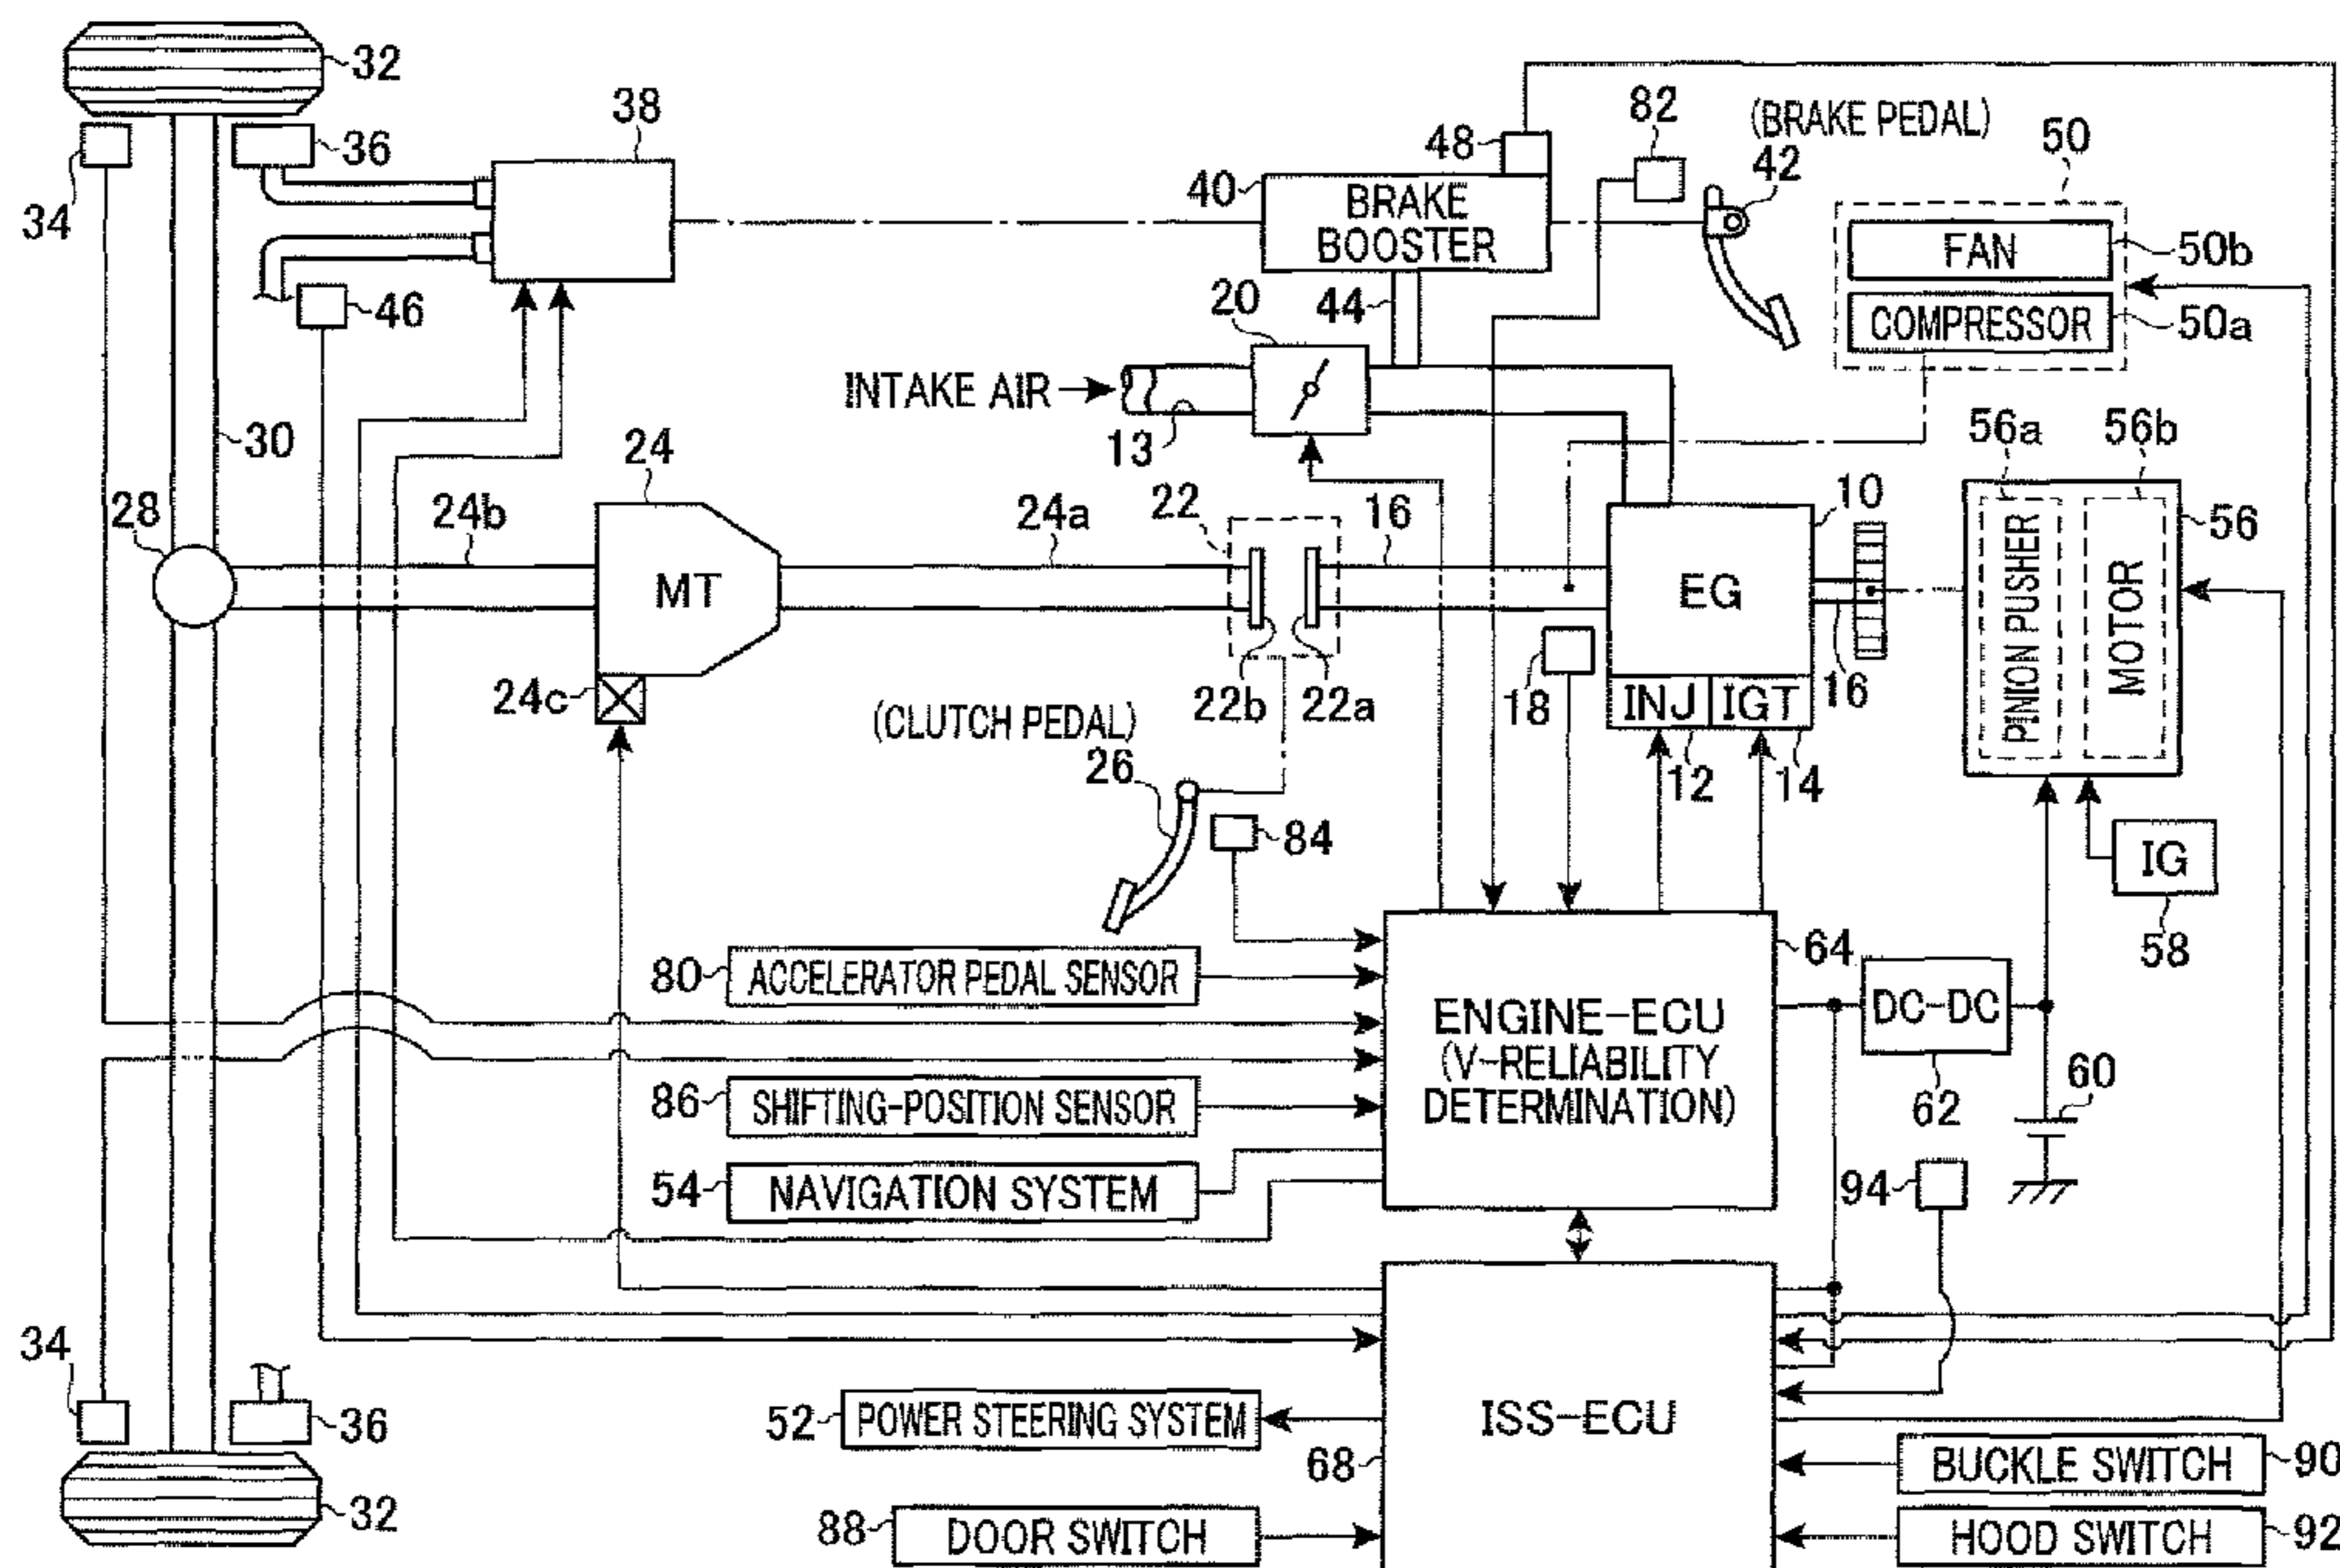 32
38
82
(BRAKE PEDAL)
50
36
48
42
34
40
BRAKE
BOOSTER
FAN
50b
46
20
44
COMPRESSOR
50a
INTAKE AIR
13
30
24
56a
56b
28
24b
24a
22
16
10
56
MT
EG
PINION PUSHER
MOTOR
24c
22b
22a
18
INJ
IGT
16
(CLUTCH PEDAL)
26
12
14
84
IG
58
80
ACCELERATOR PEDAL SENSOR
64
ENGINE-ECU
(V-RELIABILITY
DETERMINATION)
DC-DC
62
60
86
SHIFTING-POSITION SENSOR
54
NAVIGATION SYSTEM
94
34
36
52
POWER STEERING SYSTEM
ISS-ECU
68
BUCKLE SWITCH
90
32
88
DOOR SWITCH
HOOD SWITCH
92